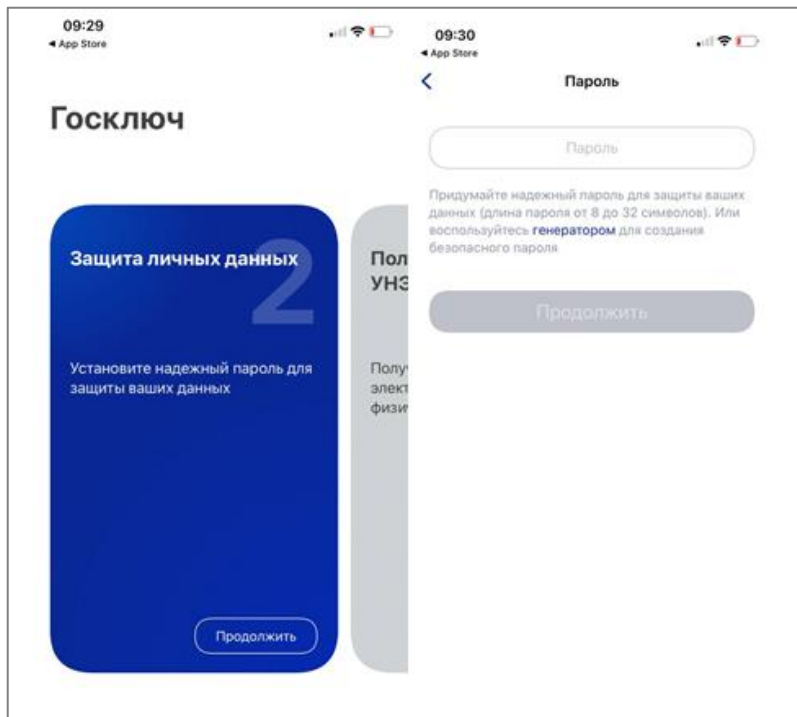 09:29
◀ App Store
Госключ
Защита личных данных
2
Установите надежный пароль для
защиты ваших данных
Продолжить
Пол
УНЭ
Полу
элект
физи
09:30
◀ App Store
Пароль
Пароль
Придумайте надежный пароль для защиты ваших
данных (длина пароля от 8 до 32 символов). Или
воспользуйтесь генератором для создания
безопасного пароля
Продолжить